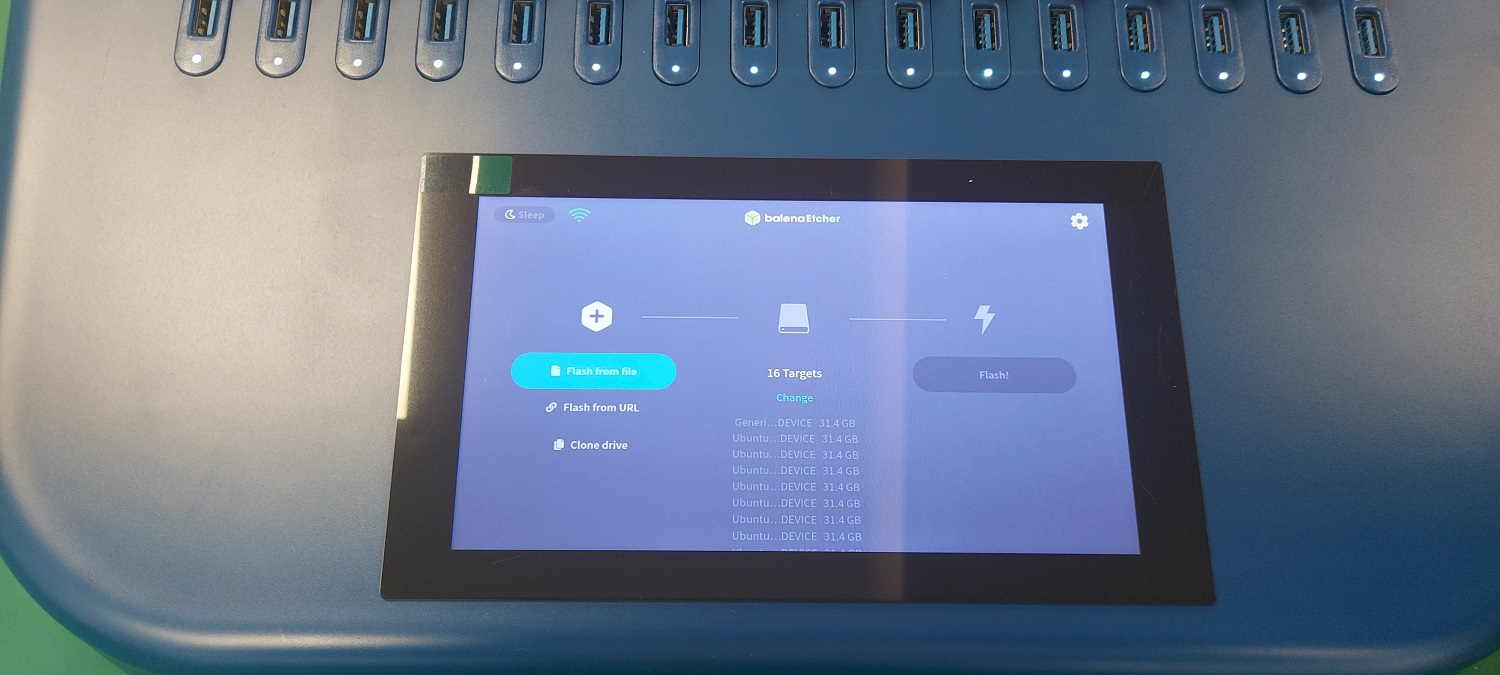 Sleep
balenaEtcher
Flash from file
Flash from URL
Clone drive
16 Targets
Change
Generi...DEVICE 31.4 GB
Ubuntu...DEVICE 31.4 GB
Ubuntu...DEVICE 31.4 GB
Ubuntu...DEVICE 31.4 GB
Ubuntu...DEVICE 31.4 GB
Ubuntu...DEVICE 31.4 GB
Ubuntu...DEVICE 31.4 GB
Ubuntu...DEVICE 31.4 GB
Flash!